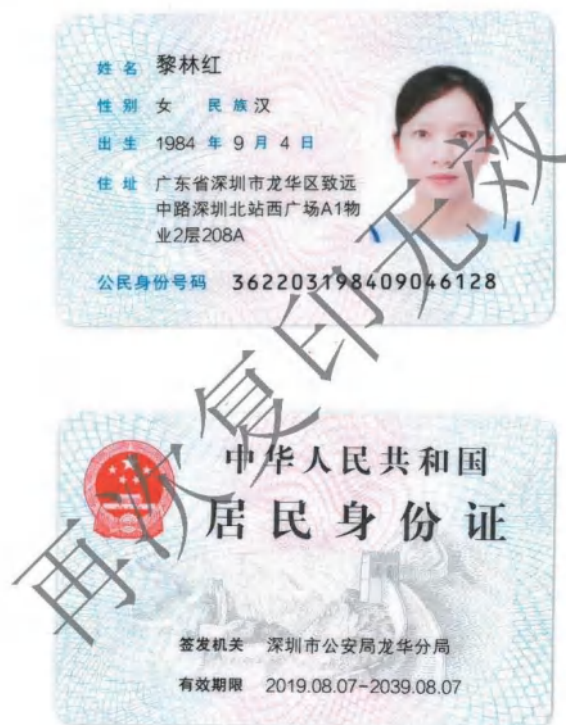 姓名 黎林红
性别 女 民族 汉
出生 1984 年 9 月 4 日
住址 广东省深圳市龙华区致远
中路深圳北站西广场A1物
业2层208A
公民身份号码 362203198409046128
再次复印无效
中华人民共和国
居民身份证
签发机关 深圳市公安局龙华分局
有效期限 2019.08.07-2039.08.07